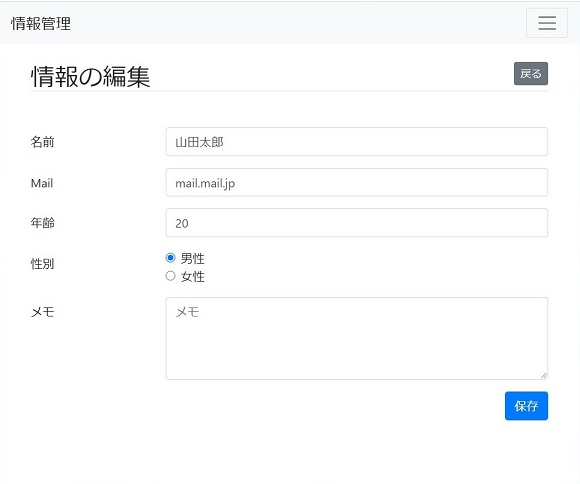 情報管理
情報の編集
戻る
名前
山田太郎
Mail
mail.mail.jp
年齢
20
性別
男性
女性
メモ
メモ
保存